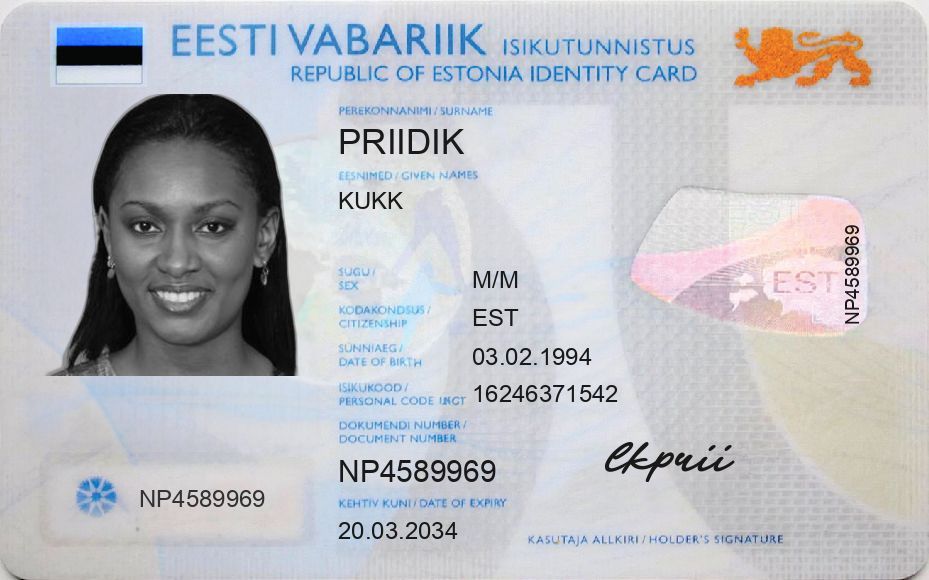 EESTI VABARIIK ISIKUTUNNISTUS
REPUBLIC OF ESTONIA IDENTITY CARD
PEREKONNANIMI / SURNAME
PRIIDIK
EESNIMED / GIVEN NAMES
KUKK
SUGU /
SEX
M/M
KODAKONDSUS /
CITIZENSHIP
EST
SÜNNIAEG /
DATE OF BIRTH
03.02.1994
ISIKUKOOD /
PERSONAL CODE
16246371542
DOKUMENDI NUMBER /
DOCUMENT NUMBER
NP4589969
KEHTIV KUNI / DATE OF EXPIRY
20.03.2034
NP4589969
EST
NP4589969
KASUTAJA ALLKIRI / HOLDER'S SIGNATURE